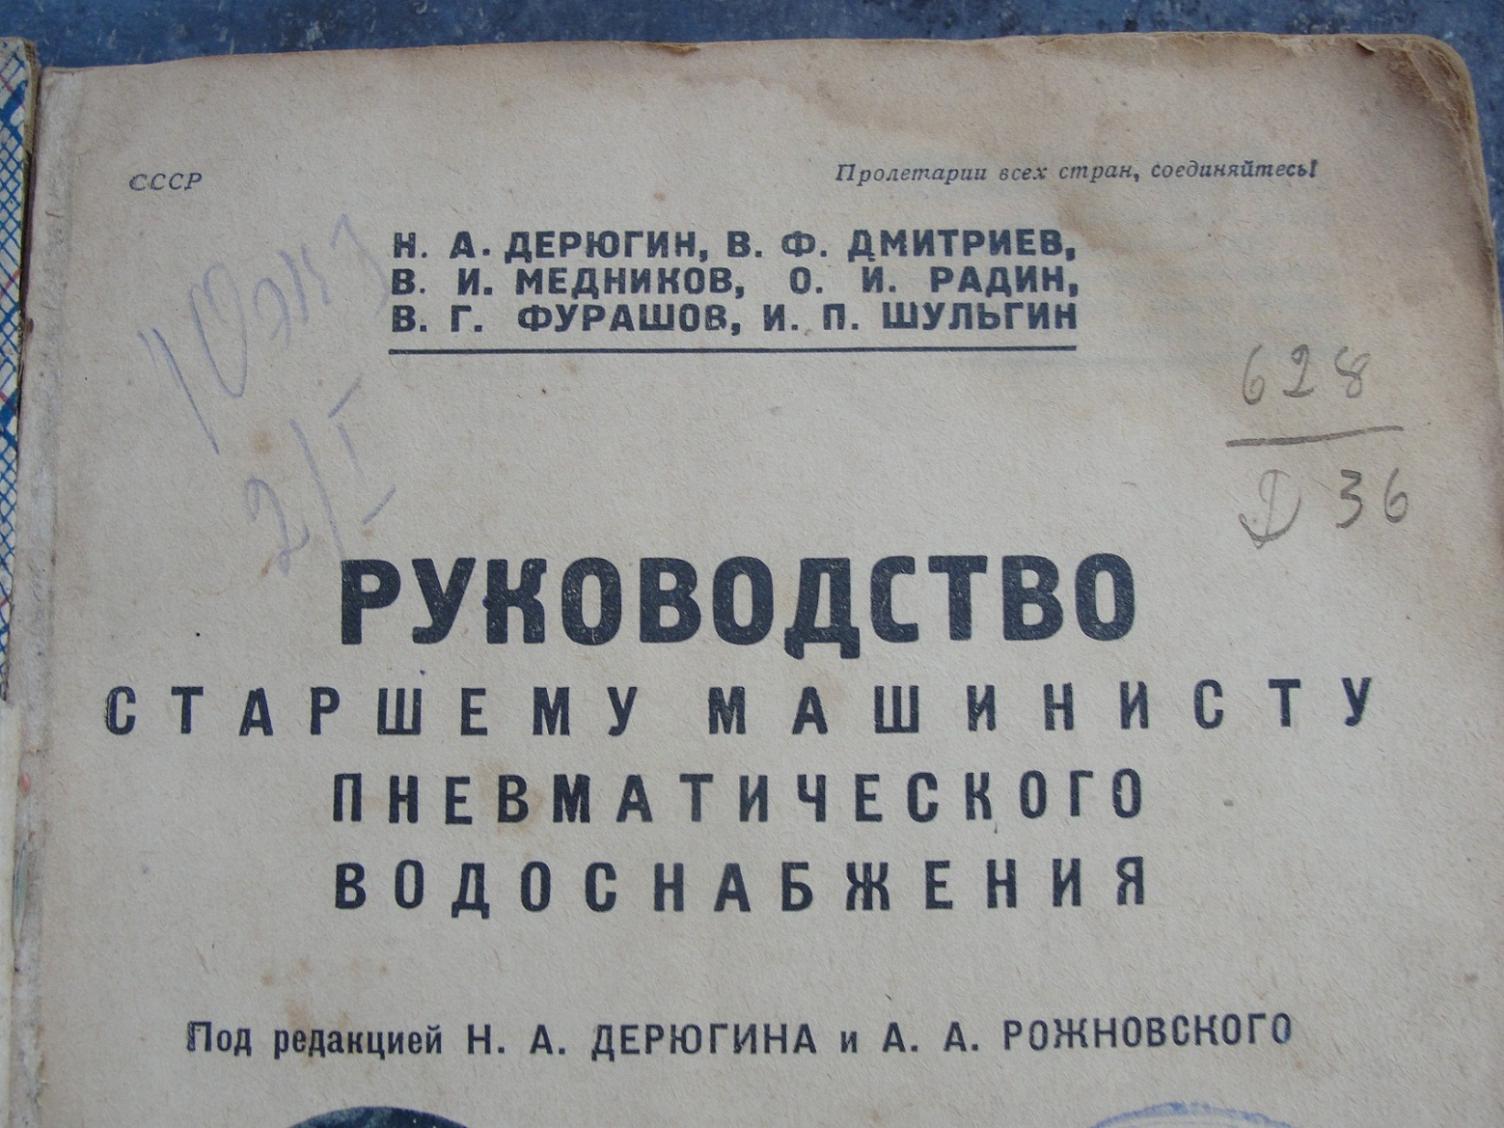 СССР
Пролетарии всех стран, соединяйтесь!
Н. А. ДЕРЮГИН, В. Ф. ДМИТРИЕВ,
В. И. МЕДНИКОВ, О. И. РАДИН,
В. Г. ФУРАШОВ, И. П. ШУЛЬГИН
628
Д 36
2/I
РУКОВОДСТВО
СТАРШЕМУ МАШИНИСТУ
ПНЕВМАТИЧЕСКОГО
ВОДОСНАБЖЕНИЯ
Под редакцией Н. А. ДЕРЮГИНА и А. А. РОЖНОВСКОГО